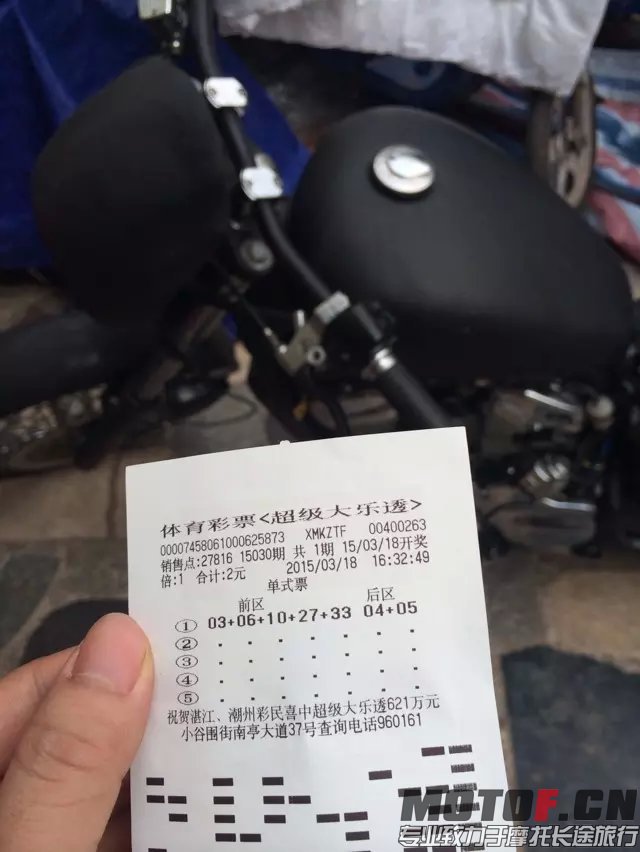 体育彩票<超级大乐透>
00007458061000625873 XMKZTF 00400263
销售点:27816 15030期 共 1期 15/03/18开奖
倍:1 合计:2元 2015/03/18 16:32:49
单式票
前区 后区
① 03+06+10+27+33 04+05
②
③
④
⑤
祝贺湛江、潮州彩民喜中超级大乐透621万元
小谷围街南亭大道37号查询电话960161
MOTOF.CN
专业致力于摩托长途旅行